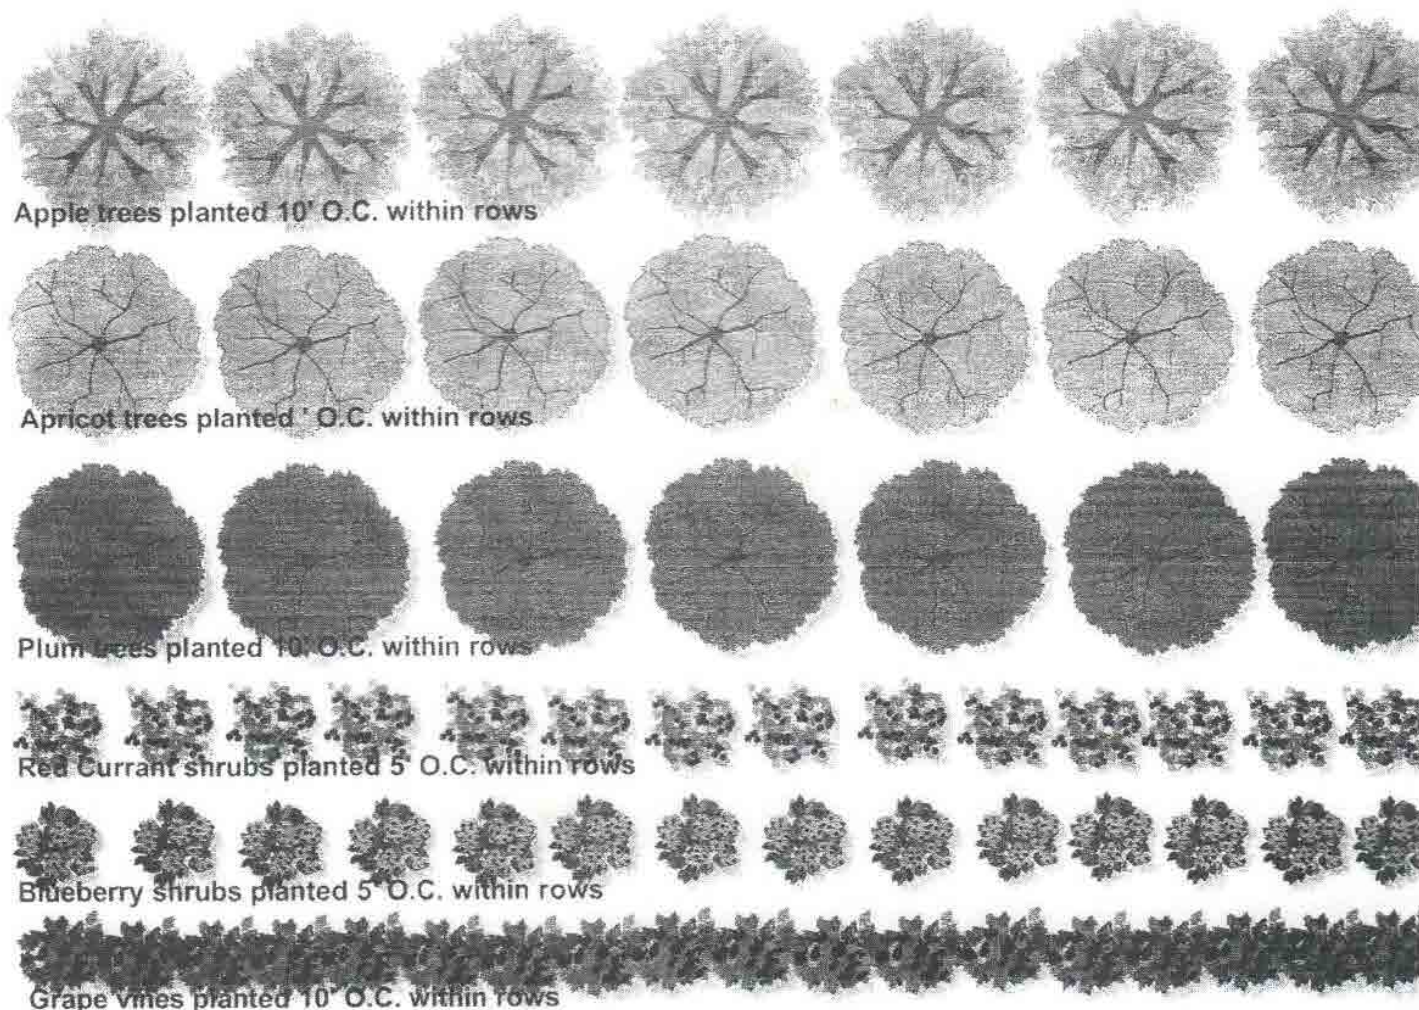 Apple trees planted 10' O.C. within rows
Apricot trees planted ' O.C. within rows
Plum trees planted 10' O.C. within rows
Red Currant shrubs planted 5' O.C. within rows
Blueberry shrubs planted 5' O.C. within rows
Grape vines planted 10' O.C. within rows